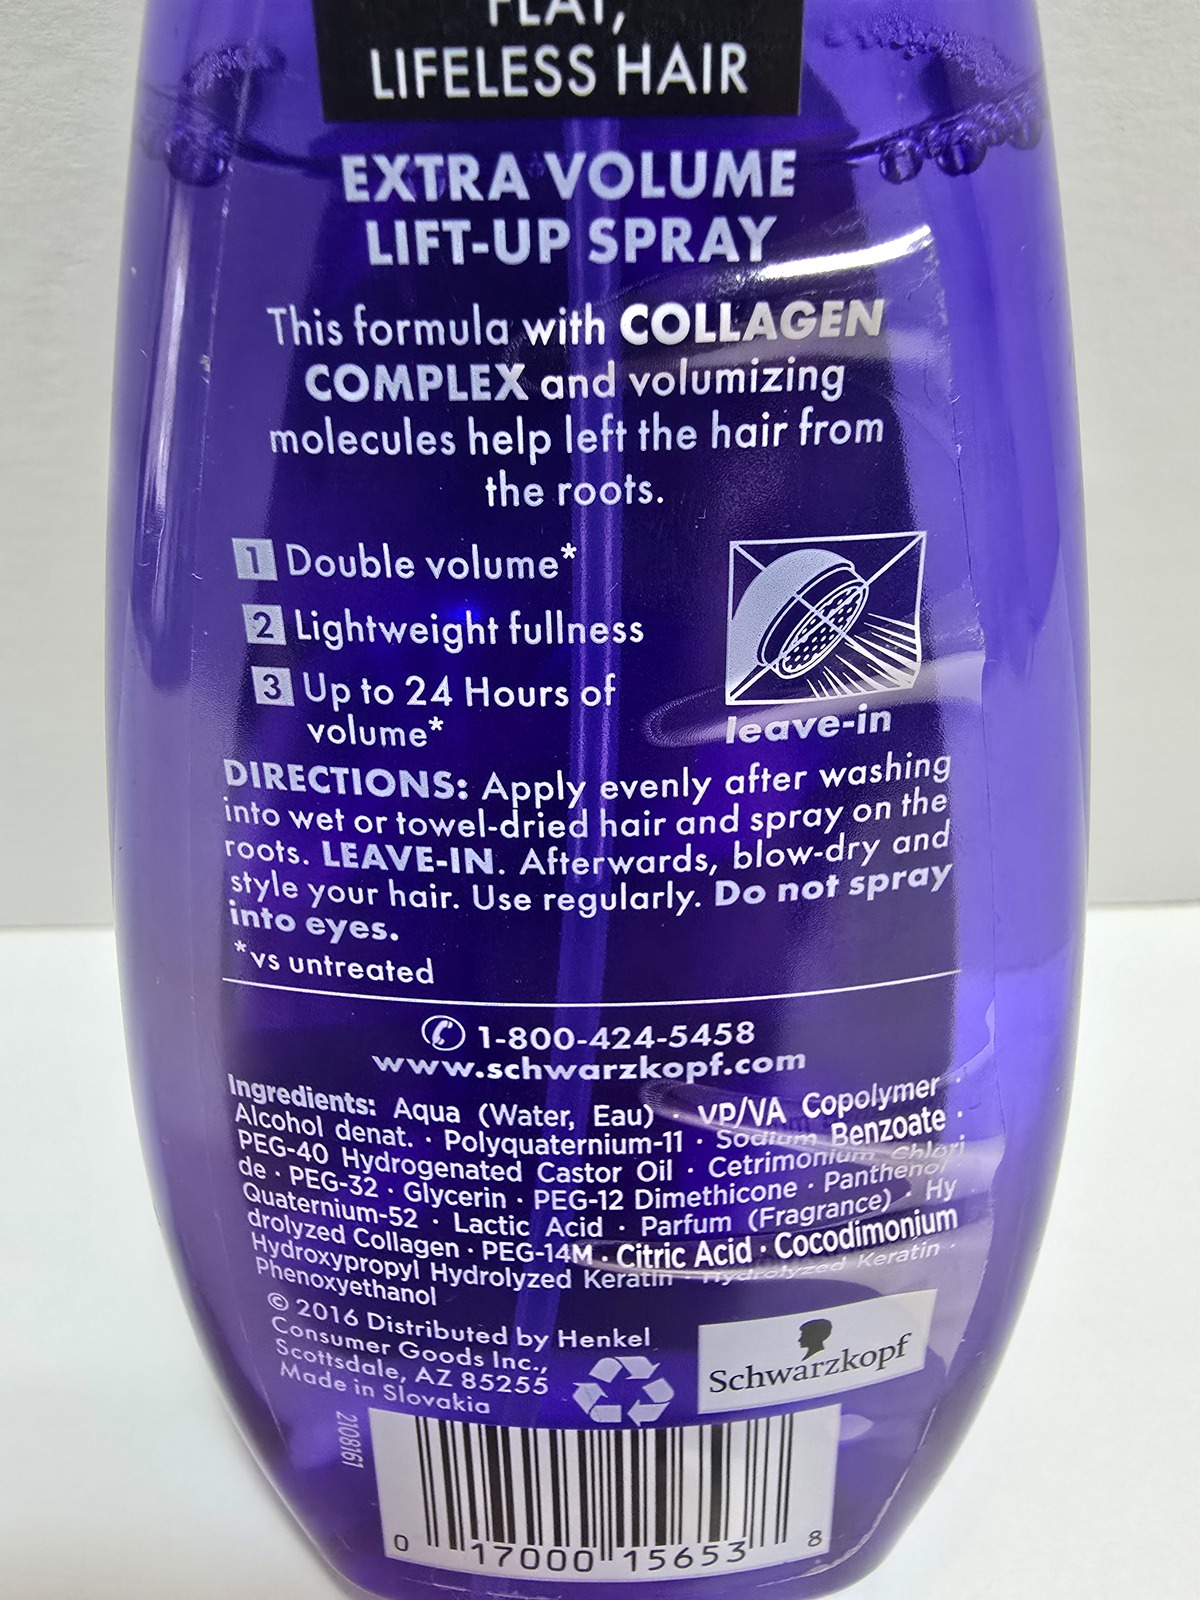 FLAT,
LIFELESS HAIR
EXTRA VOLUME
LIFT-UP SPRAY
This formula with COLLAGEN
COMPLEX and volumizing
molecules help left the hair from
the roots.
1 Double volume*
2 Lightweight fullness
3 Up to 24 Hours of
volume*
leave-in
DIRECTIONS: Apply evenly after washing
into wet or towel-dried hair and spray on the
roots. LEAVE-IN. Afterwards, blow-dry and
style your hair. Use regularly. Do not spray
into eyes.
*vs untreated
1-800-424-5458
www.schwarzkopf.com
Ingredients: Aqua (Water, Eau) · VP/VA Copolymer ·
Alcohol denat. · Polyquaternium-11 · Sodium Benzoate ·
PEG-40 Hydrogenated Castor Oil · Cetrimonium Chlori
de · PEG-32 · Glycerin · PEG-12 Dimethicone · Panthenol
Quaternium-52 · Lactic Acid · Parfum (Fragrance) · Hy
drolyzed Collagen · PEG-14M · Citric Acid · Cocodimonium
Hydroxypropyl Hydrolyzed Keratin · Hydrolyzed Keratin ·
Phenoxyethanol
© 2016 Distributed by Henkel
Consumer Goods Inc.,
Scottsdale, AZ 85255
Made in Slovakia
Schwarzkopf
2108161
0 17000 15653 8